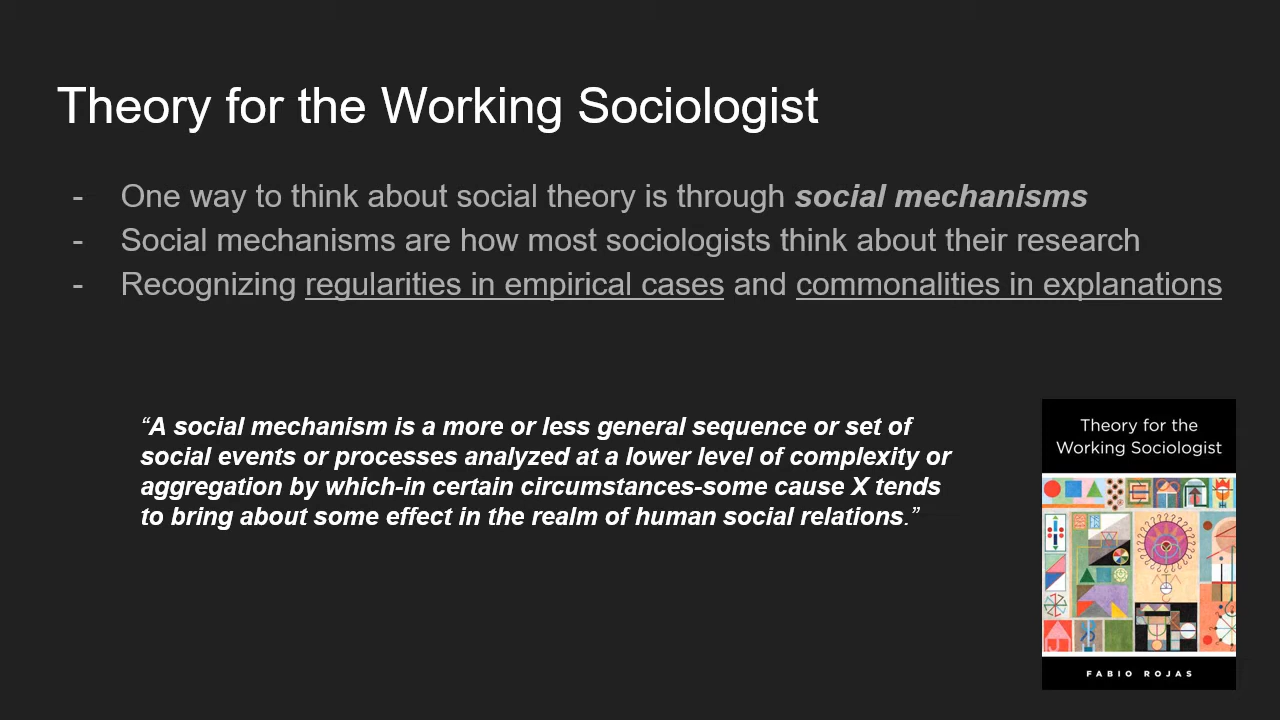 Theory for the Working Sociologist
- One way to think about social theory is through social mechanisms
- Social mechanisms are how most sociologists think about their research
- Recognizing regularities in empirical cases and commonalities in explanations
“A social mechanism is a more or less general sequence or set of
social events or processes analyzed at a lower level of complexity or
aggregation by which-in certain circumstances-some cause X tends
to bring about some effect in the realm of human social relations.”
Theory for the
Working Sociologist
FABIO ROJAS